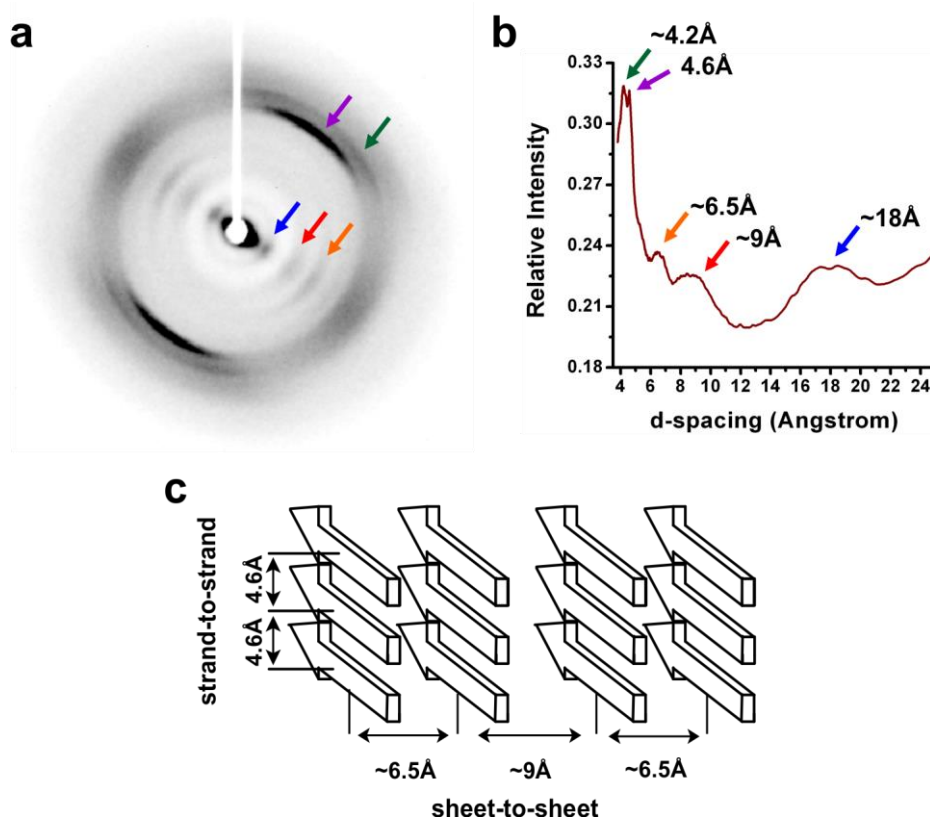 a
b
~4.2Å
4.6Å
~6.5Å
~9Å
~18Å
0.33
0.30
0.27
0.24
0.21
0.18
Relative Intensity
4 6 8 10 12 14 16 18 20 22 24
d-spacing (Angstrom)
c
strand-to-strand
4.6Å
4.6Å
~6.5Å ~9Å ~6.5Å
sheet-to-sheet